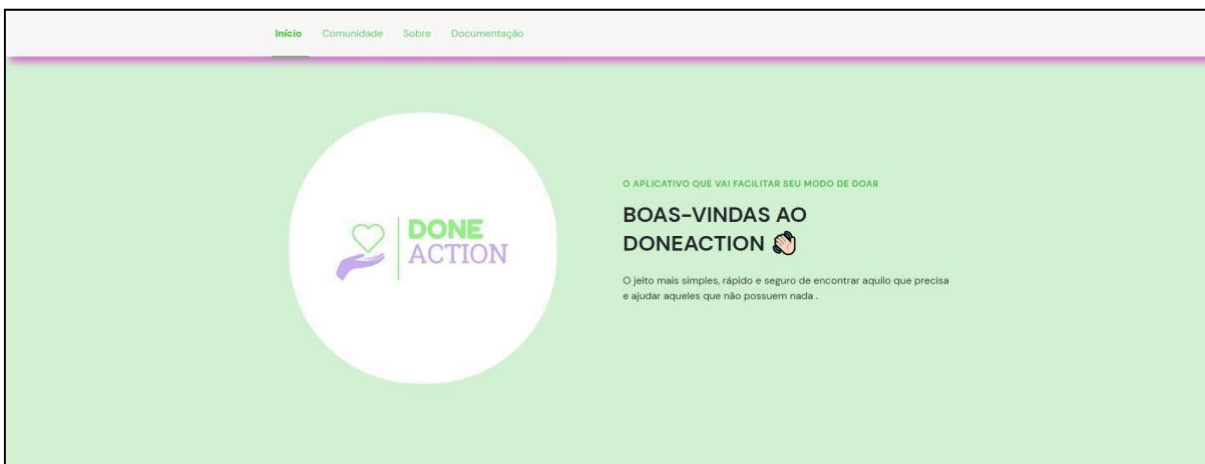 Início Comunidade Sobre Documentação
DONE
ACTION
O APLICATIVO QUE VAI FACILITAR SEU MODO DE DOAR
BOAS-VINDAS AO
DONEACTION 👏🏻
O jeito mais simples, rápido e seguro de encontrar aquilo que precisa
e ajudar aqueles que não possuem nada .